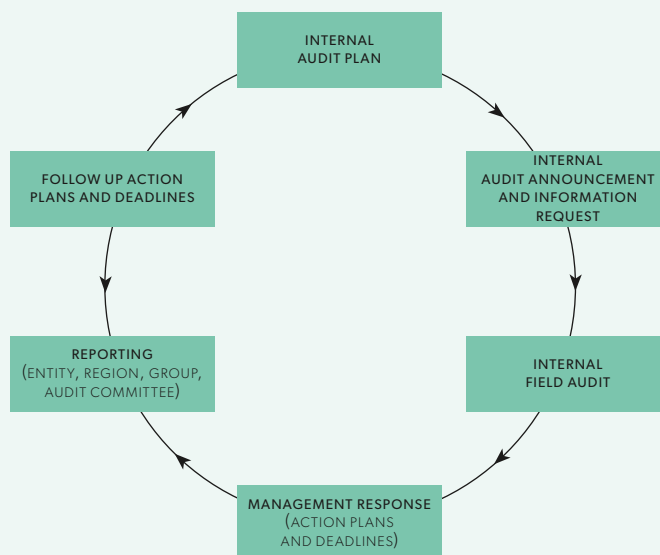 INTERNAL
AUDIT PLAN
INTERNAL
AUDIT ANNOUNCEMENT
AND INFORMATION
REQUEST
INTERNAL
FIELD AUDIT
MANAGEMENT RESPONSE
(ACTION PLANS
AND DEADLINES)
REPORTING
(ENTITY, REGION, GROUP,
AUDIT COMMITTEE)
FOLLOW UP ACTION
PLANS AND DEADLINES